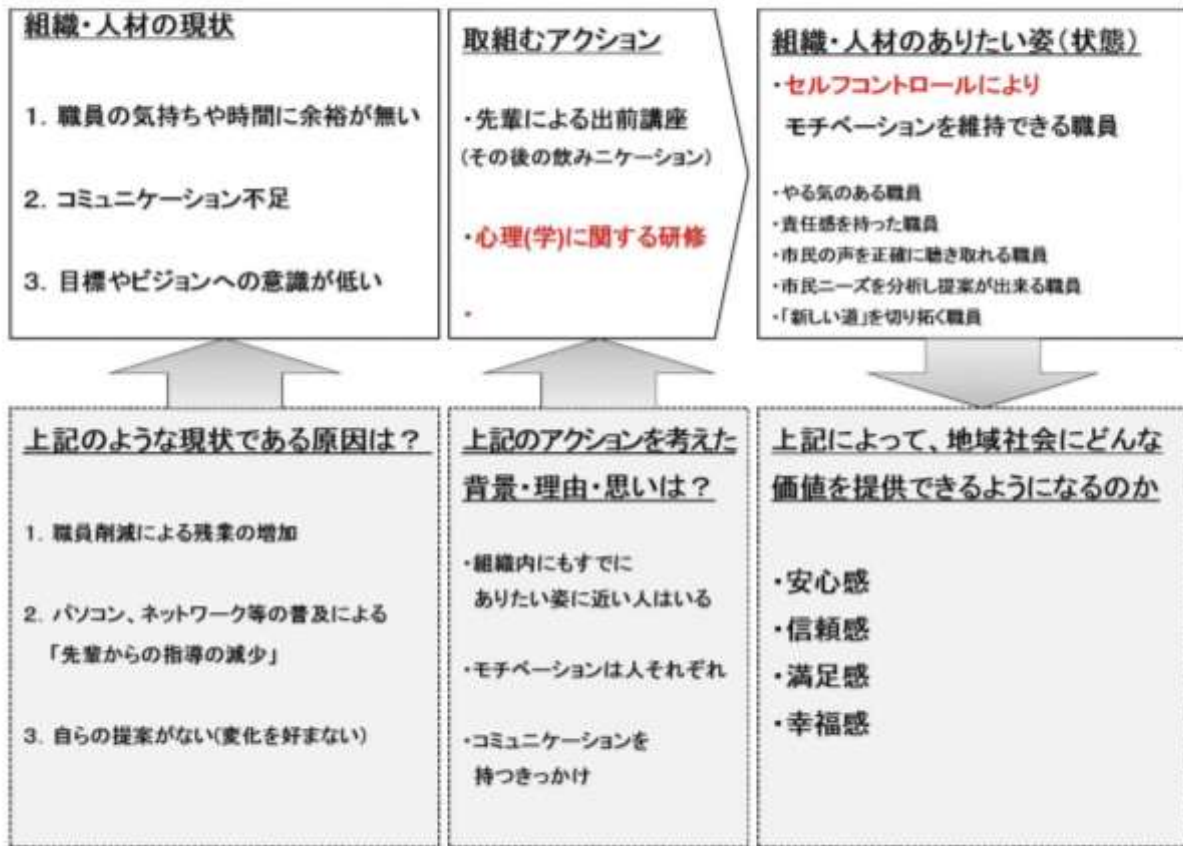 組織・人材の現状
1. 職員の気持ちや時間に余裕が無い
2. コミュニケーション不足
3. 目標やビジョンへの意識が低い
取組むアクション
・先輩による出前講座
(その後の飲みニケーション)
・心理(学)に関する研修
・
組織・人材のありたい姿(状態)
・セルフコントロールにより
モチベーションを維持できる職員
・やる気のある職員
・責任感を持った職員
・市民の声を正確に聴き取れる職員
・市民ニーズを分析し提案が出来る職員
・「新しい道」を切り拓く職員
上記のような現状である原因は?
1. 職員削減による残業の増加
2. パソコン、ネットワーク等の普及による
「先輩からの指導の減少」
3. 自らの提案がない(変化を好まない)
上記のアクションを考えた
背景・理由・思いは?
・組織内にもすでに
ありたい姿に近い人はいる
・モチベーションは人それぞれ
・コミュニケーションを
持つきっかけ
上記によって、地域社会にどんな
価値を提供できるようになるのか
・安心感
・信頼感
・満足感
・幸福感